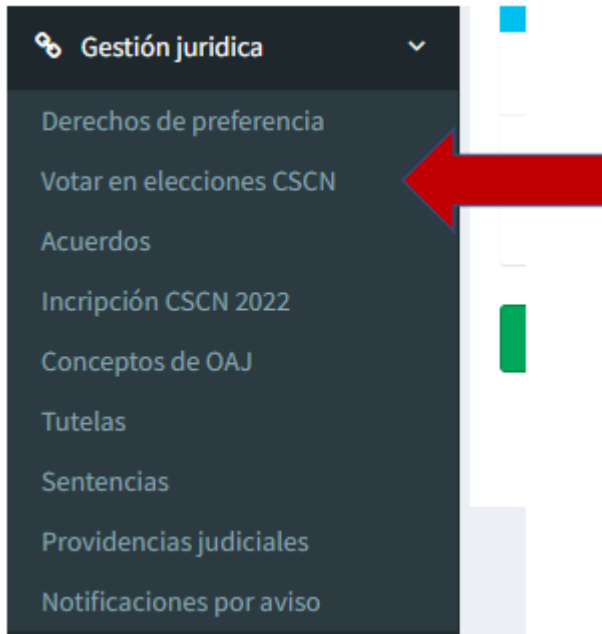 Gestión juridica
Derechos de preferencia
Votar en elecciones CSCN
Acuerdos
Incripción CSCN 2022
Conceptos de OAJ
Tutelas
Sentencias
Providencias judiciales
Notificaciones por aviso